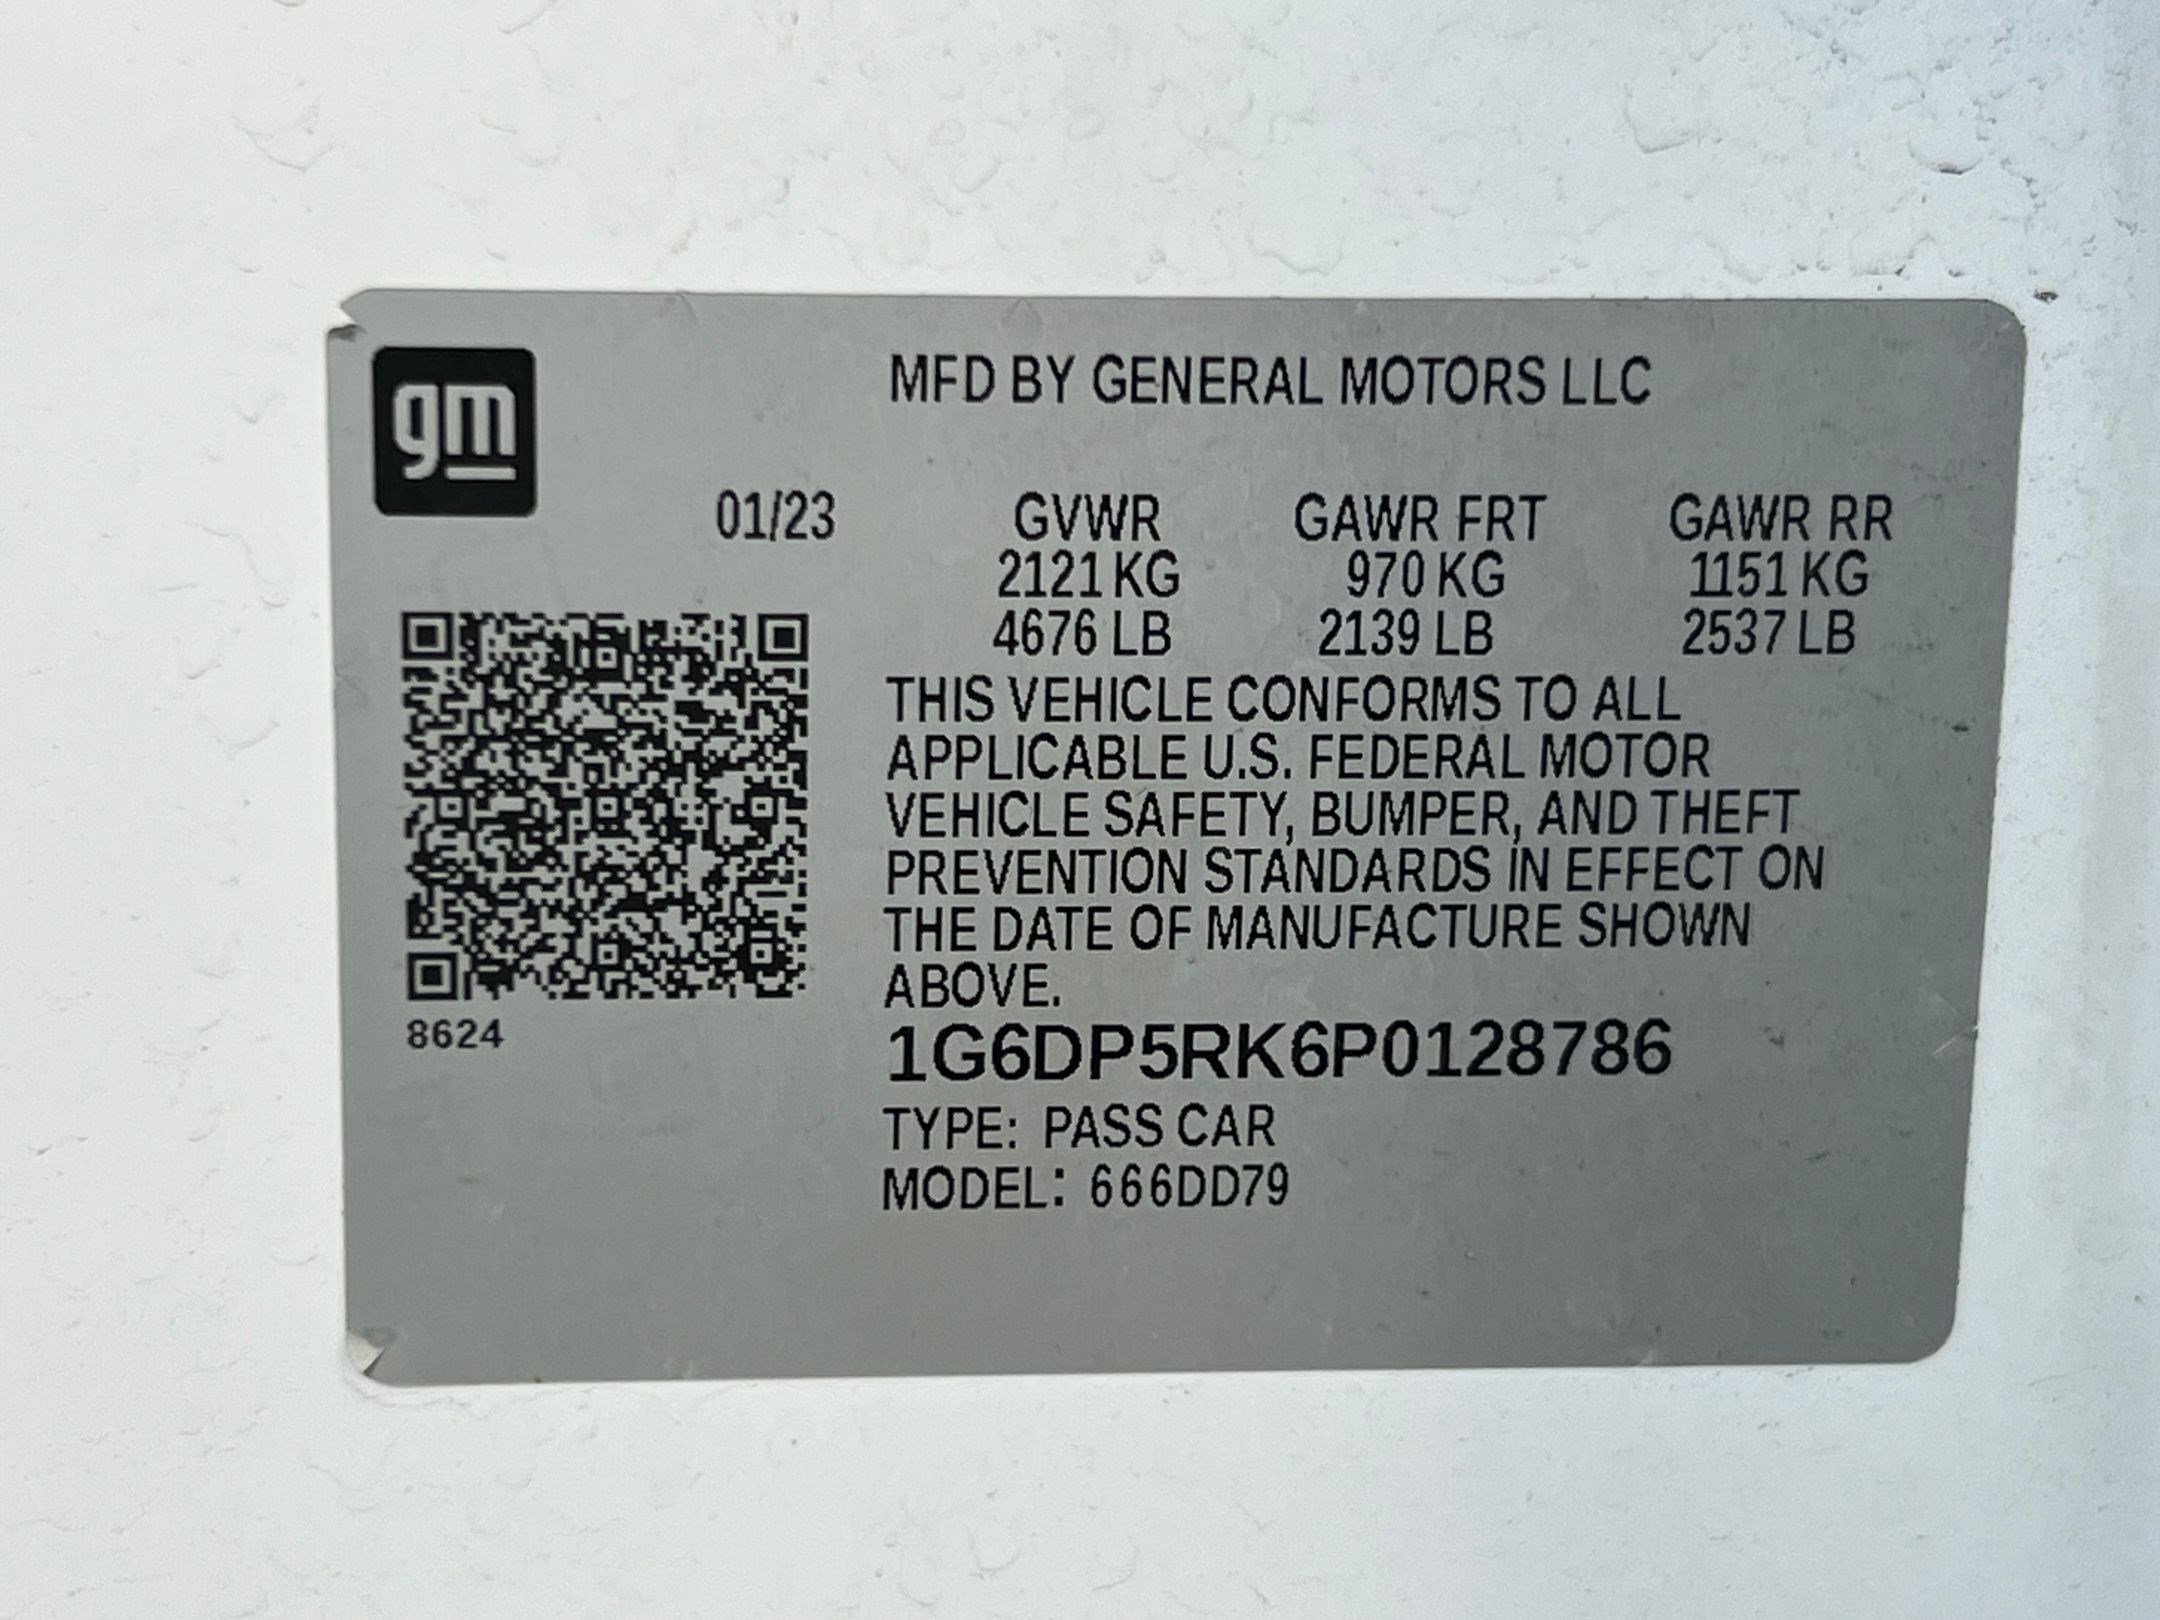 gm
MFD BY GENERAL MOTORS LLC
01/23 GVWR GAWR FRT GAWR RR
2121 KG 970 KG 1151 KG
4676 LB 2139 LB 2537 LB
THIS VEHICLE CONFORMS TO ALL
APPLICABLE U.S. FEDERAL MOTOR
VEHICLE SAFETY, BUMPER, AND THEFT
PREVENTION STANDARDS IN EFFECT ON
THE DATE OF MANUFACTURE SHOWN
ABOVE.
8624
1G6DP5RK6P0128786
TYPE: PASS CAR
MODEL: 666DD79